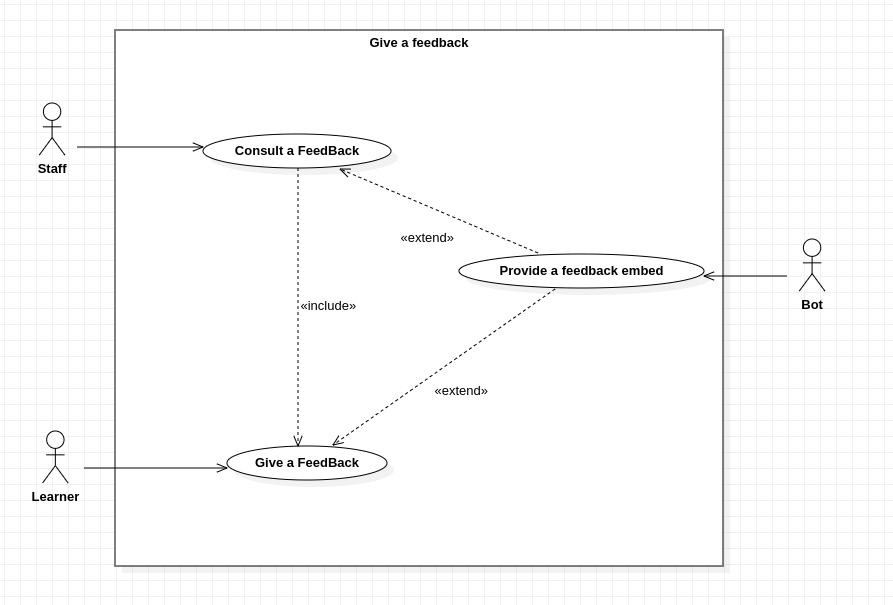 Give a feedback
Staff
Consult a FeedBack
«extend»
Provide a feedback embed
Bot
«include»
«extend»
Give a FeedBack
Learner